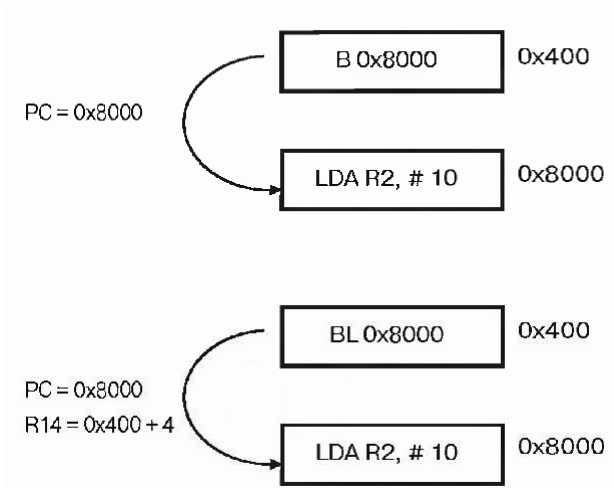 B 0x8000 0x400
PC = 0x8000
LDA R2, # 10 0x8000
BL 0x8000 0x400
PC = 0x8000
R14 = 0x400 + 4
LDA R2, # 10 0x8000